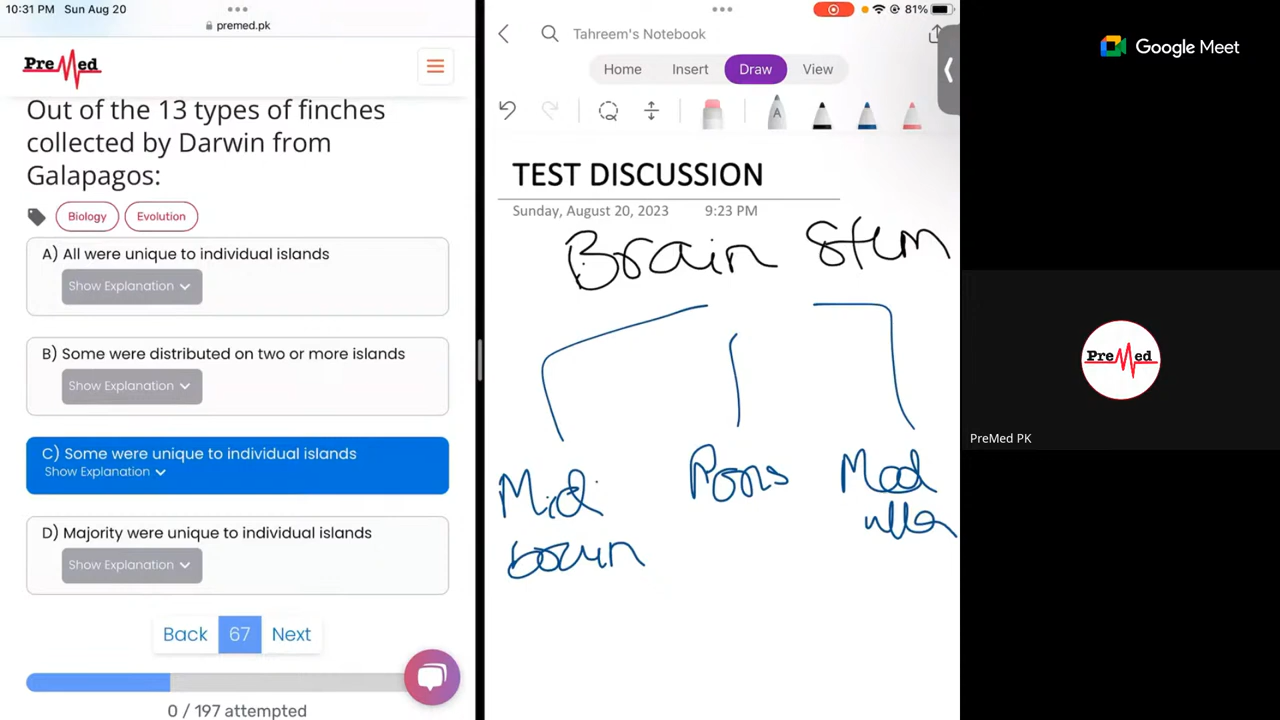 10:31 PM Sun Aug 20
premed.pk
PreMed
Out of the 13 types of finches
collected by Darwin from
Galapagos:
Biology
Evolution
A) All were unique to individual islands
Show Explanation
B) Some were distributed on two or more islands
Show Explanation
C) Some were unique to individual islands
Show Explanation
D) Majority were unique to individual islands
Show Explanation
Back 67 Next
0 / 197 attempted
81%
Tahreem's Notebook
Home Insert Draw View
A
TEST DISCUSSION
Sunday, August 20, 2023 9:23 PM
Brain Stem
Mid
brain
Pons
Med
ulla
Google Meet
PreMed
PreMed PK